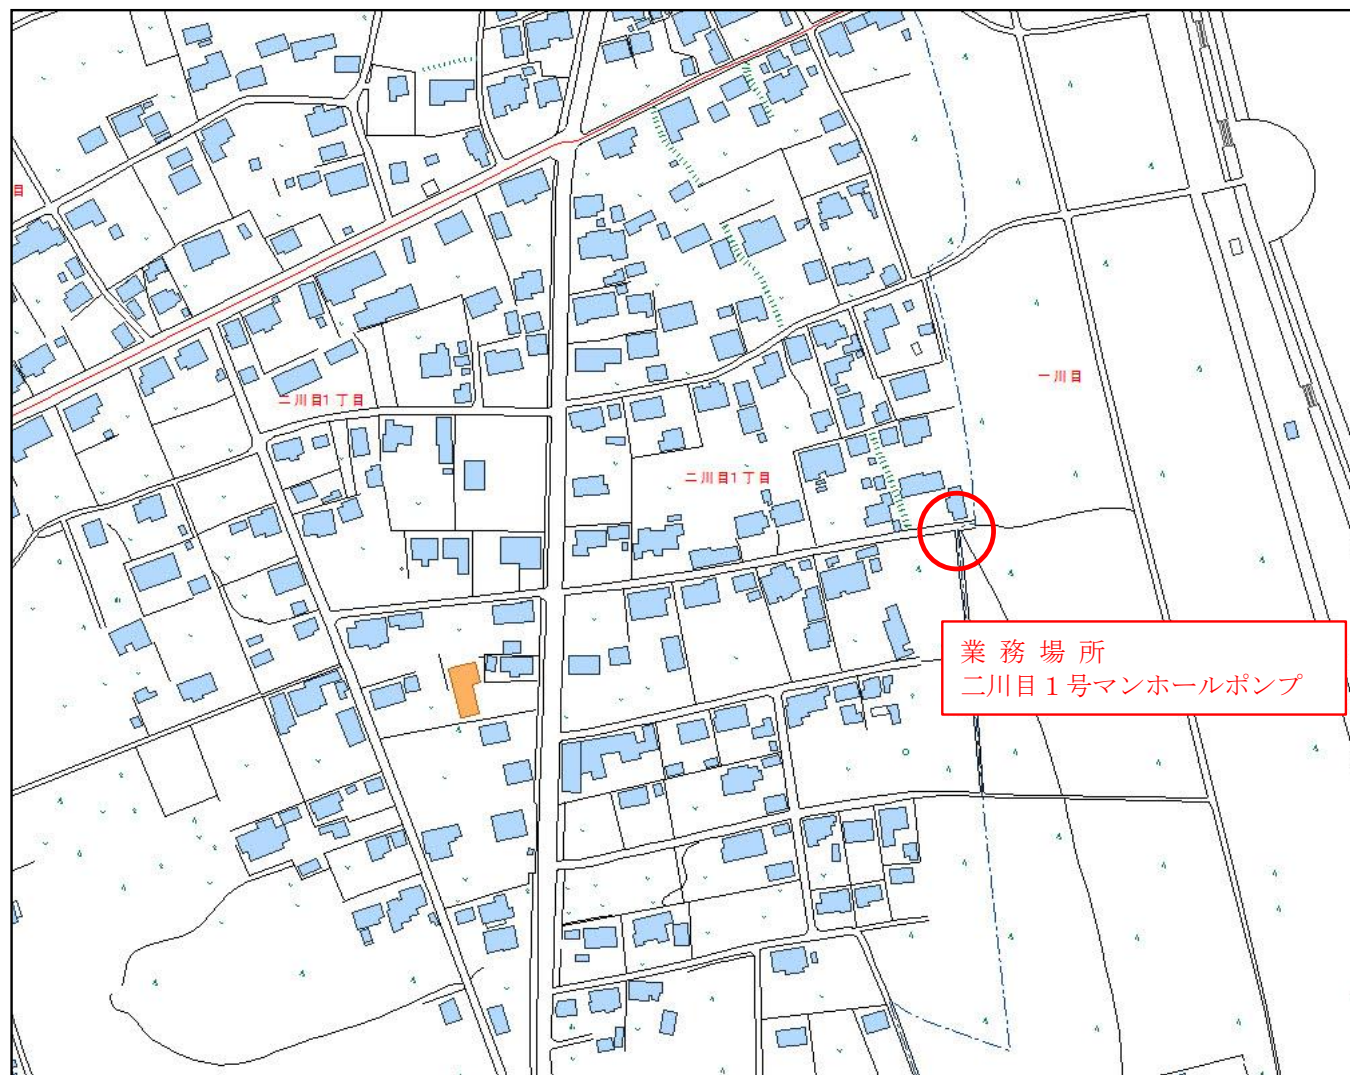 目
二川目1丁目
一川目
二川目1丁目
業 務 場 所
二川目１号マンホールポンプ